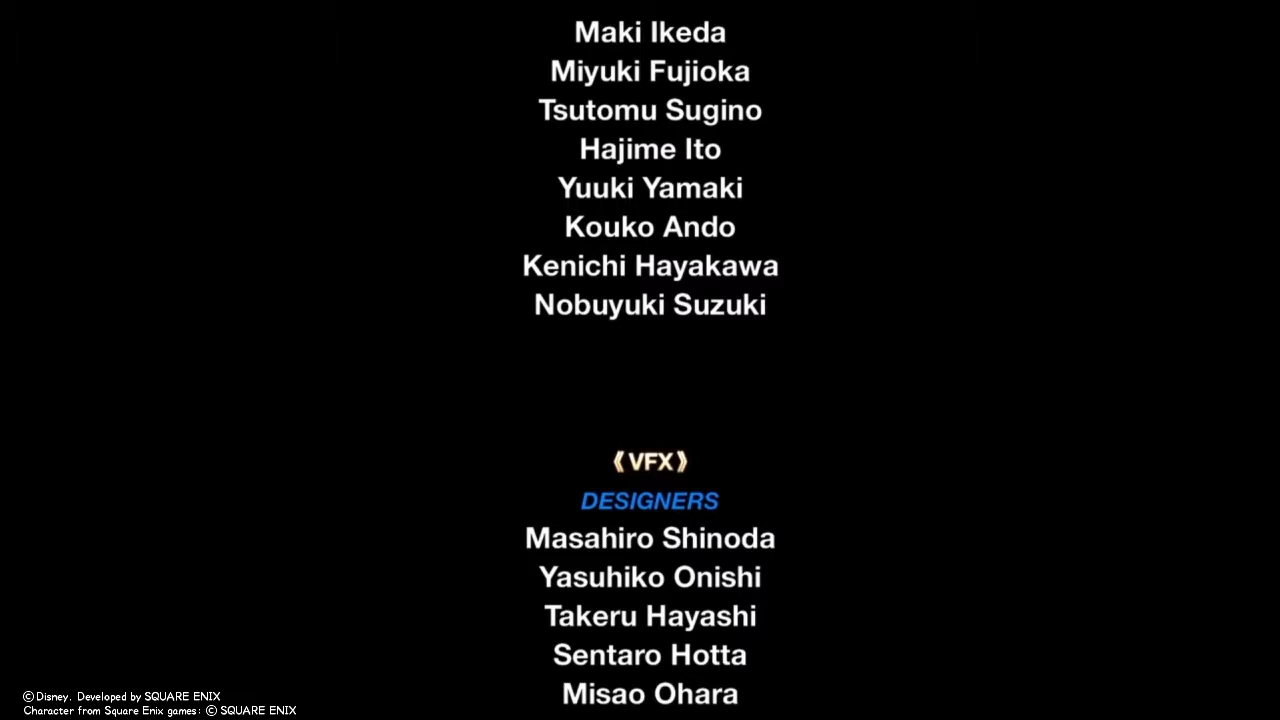 Maki Ikeda
Miyuki Fujioka
Tsutomu Sugino
Hajime Ito
Yuuki Yamaki
Kouko Ando
Kenichi Hayakawa
Nobuyuki Suzuki
《VFX》
DESIGNERS
Masahiro Shinoda
Yasuhiko Onishi
Takeru Hayashi
Sentaro Hotta
Misao Ohara
©Disney. Developed by SQUARE ENIX
Character from Square Enix games: © SQUARE ENIX